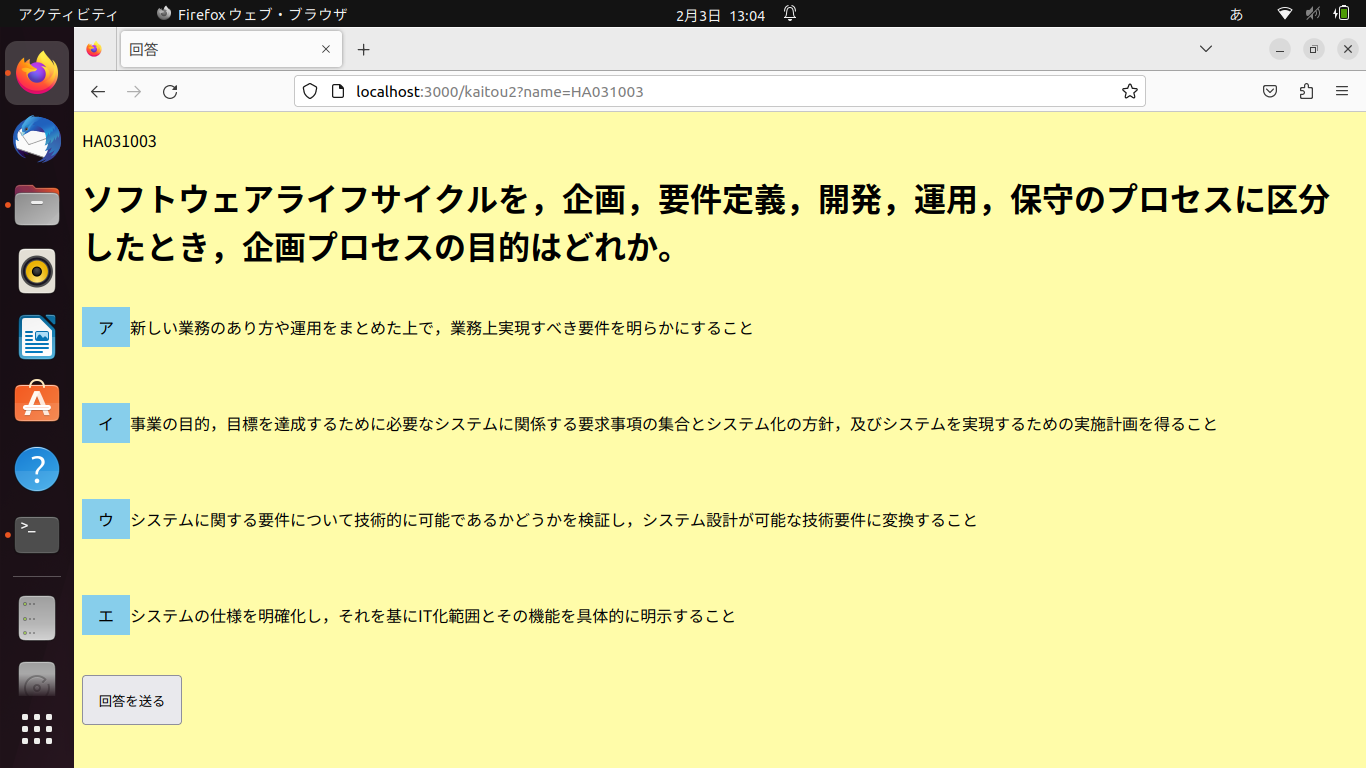 アクティビティ
Firefox ウェブ・ブラウザ
2月3日 13:04
あ
回答
localhost:3000/kaitou2?name=HA031003
HA031003
ソフトウェアライフサイクルを，企画，要件定義，開発，運用，保守のプロセスに区分
したとき，企画プロセスの目的はどれか。
ア 新しい業務のあり方や運用をまとめた上で，業務上実現すべき要件を明らかにすること
イ 事業の目的，目標を達成するために必要なシステムに関係する要求事項の集合とシステム化の方針，及びシステムを実現するための実施計画を得ること
ウ システムに関する要件について技術的に可能であるかどうかを検証し，システム設計が可能な技術要件に変換すること
エ システムの仕様を明確化し，それを基にIT化範囲とその機能を具体的に明示すること
回答を送る